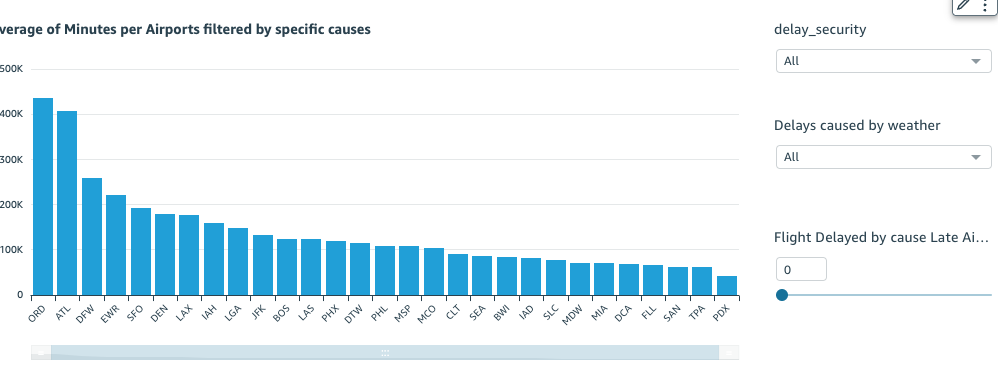 verage of Minutes per Airports filtered by specific causes
500K
400K
300K
200K
100K
0
ORD ATL DFW EWR SFO DEN LAX IAH LGA JFK BOS LAS PHX DTW PHL MSP MCO CLT SEA BWI IAD SLC MDW MIA DCA FLL SAN TPA PDX
delay_security
All
Delays caused by weather
All
Flight Delayed by cause Late Ai...
0